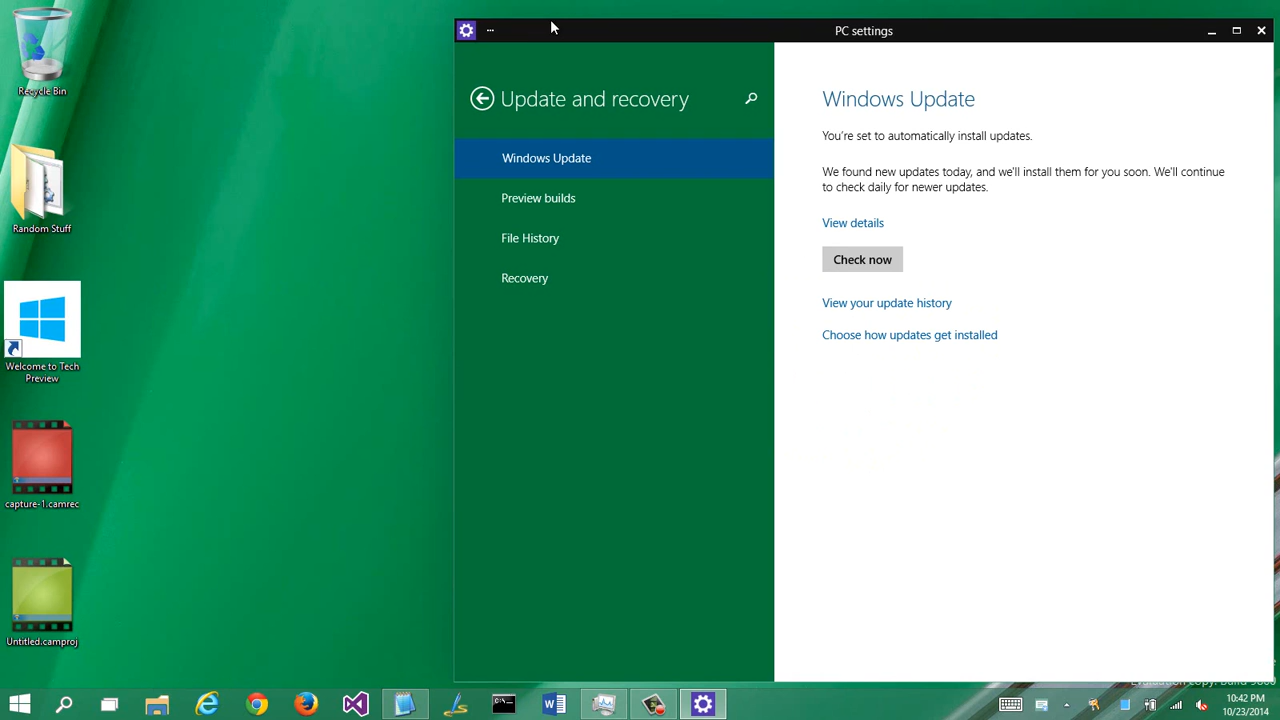 Recycle Bin
Random Stuff
Welcome to Tech
Preview
capture-1.camrec
Untitled.camproj
...
PC settings
Update and recovery
Windows Update
Preview builds
File History
Recovery
Windows Update
You're set to automatically install updates.
We found new updates today, and we'll install them for you soon. We'll continue
to check daily for newer updates.
View details
Check now
View your update history
Choose how updates get installed
C:\_
10:42 PM
10/23/2014